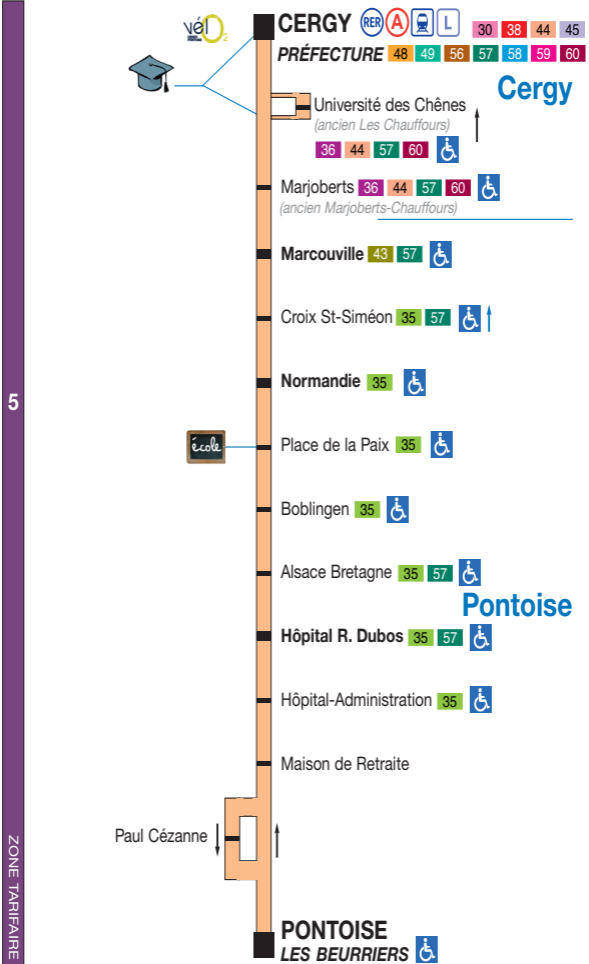 vélO2
CERGY RER A L 30 38 44 45
PRÉFECTURE 48 49 56 57 58 59 60
Cergy
Université des Chênes
(ancien Les Chauffours)
36 44 57 60
Marjoberts 36 44 57 60
(ancien Marjoberts-Chauffours)
Marcouville 43 57
Croix St-Siméon 35 57
Normandie 35
5
école
Place de la Paix 35
Boblingen 35
Alsace Bretagne 35 57
Pontoise
Hôpital R. Dubos 35 57
Hôpital-Administration 35
Maison de Retraite
Paul Cézanne
ZONE TARIFAIRE
PONTOISE
LES BEURRIERS